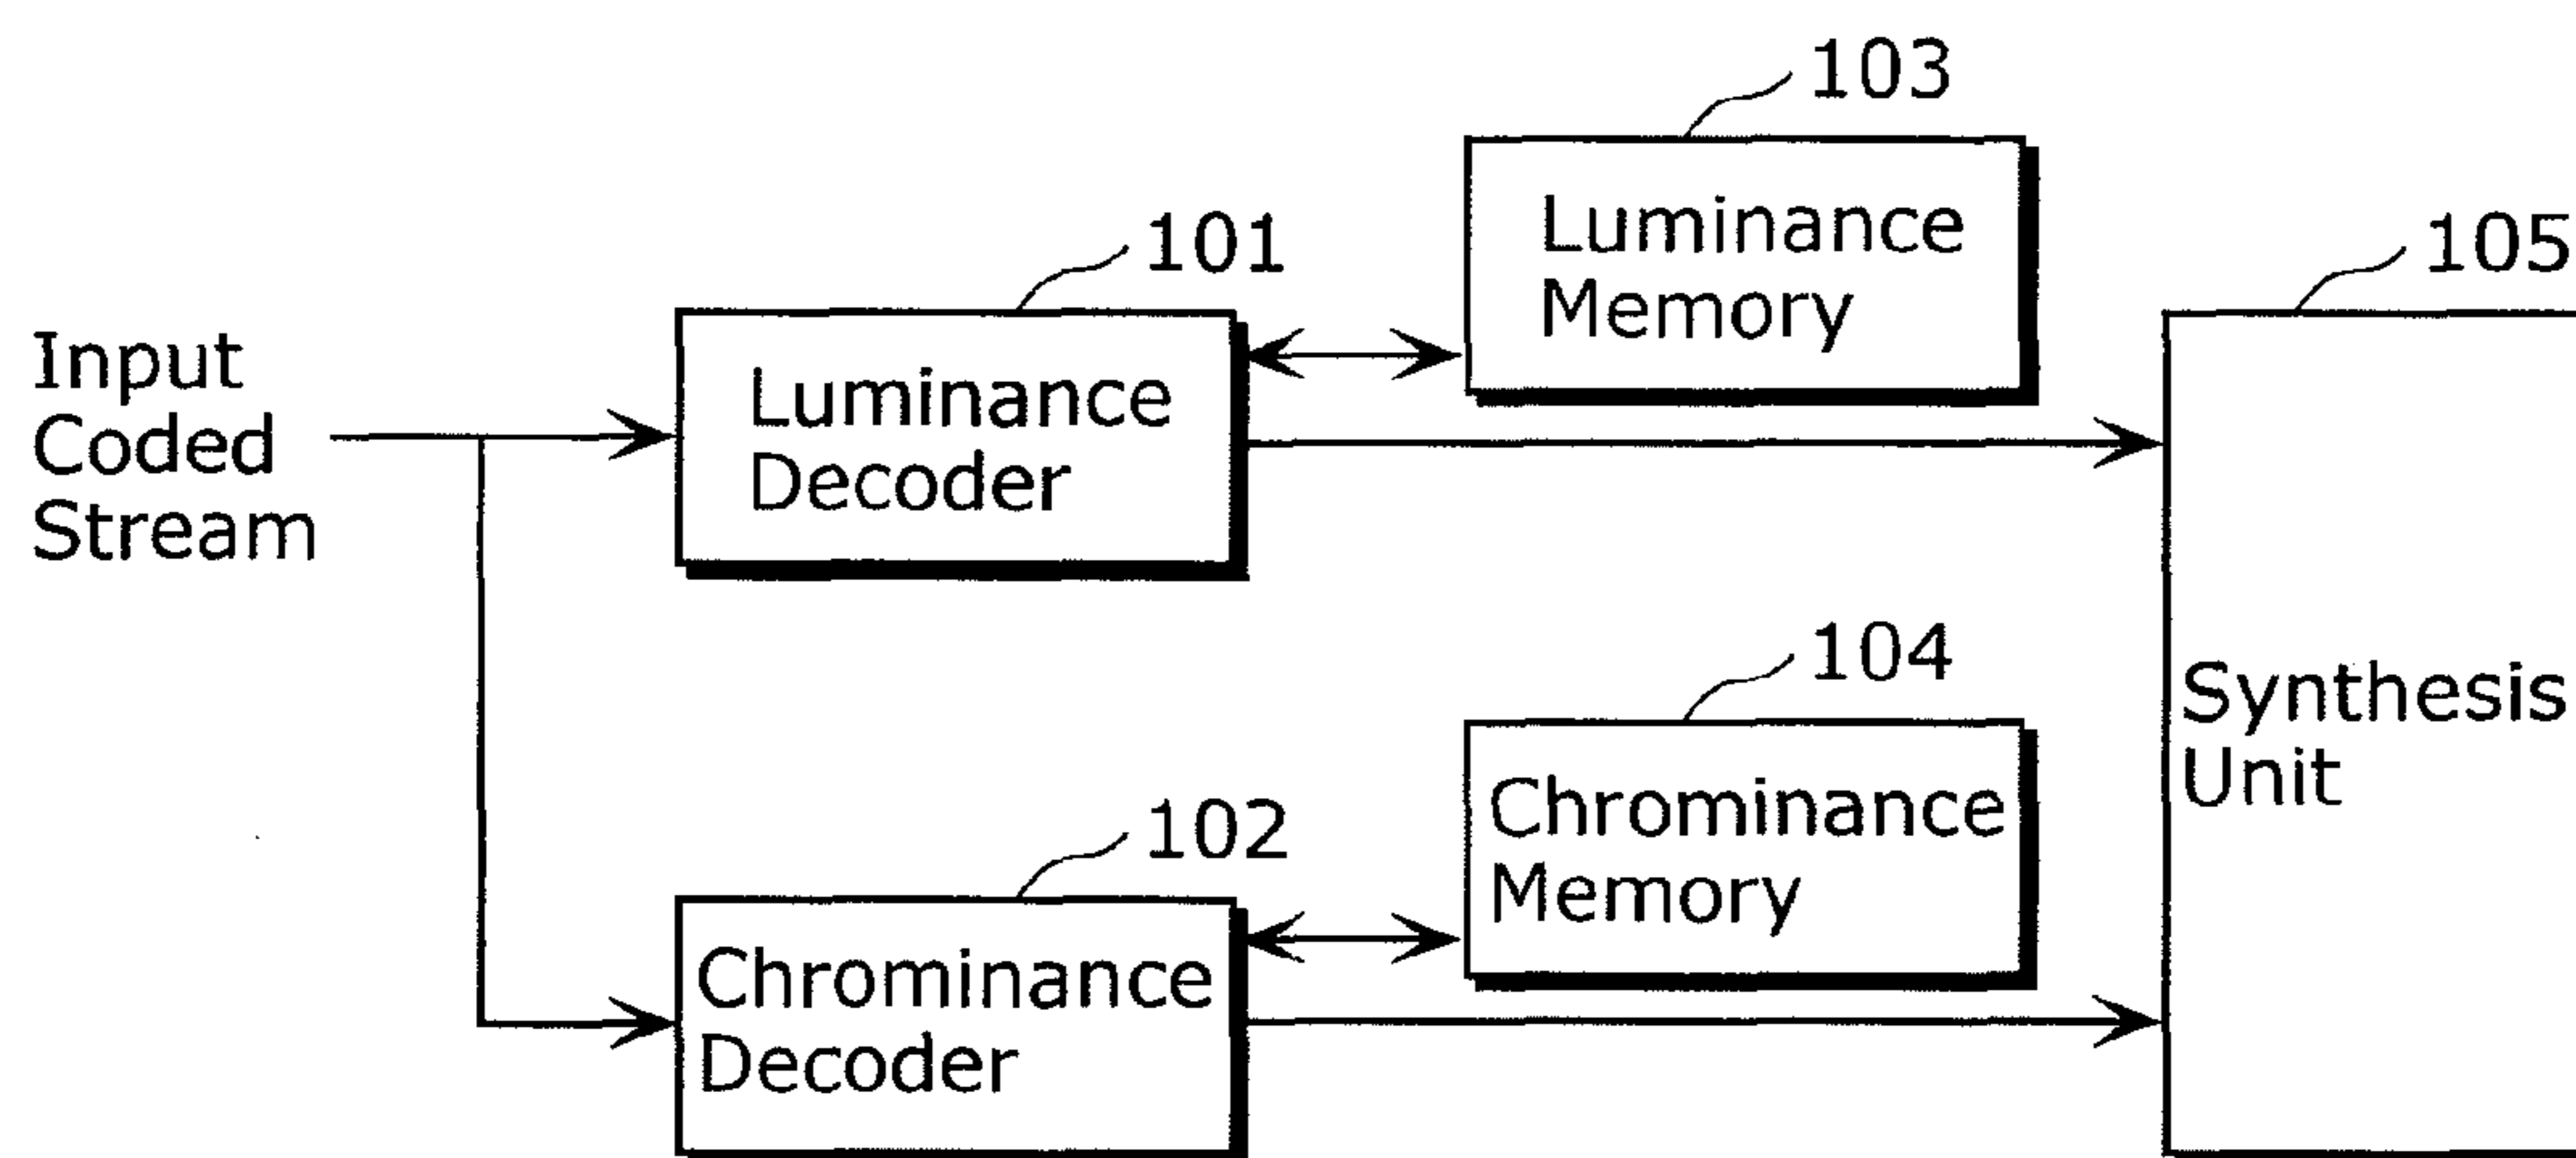 103
Luminance
Memory
101
105
Input
Coded
Stream
Luminance
Decoder
104
Synthesis
Unit
Chrominance
Memory
102
Chrominance
Decoder